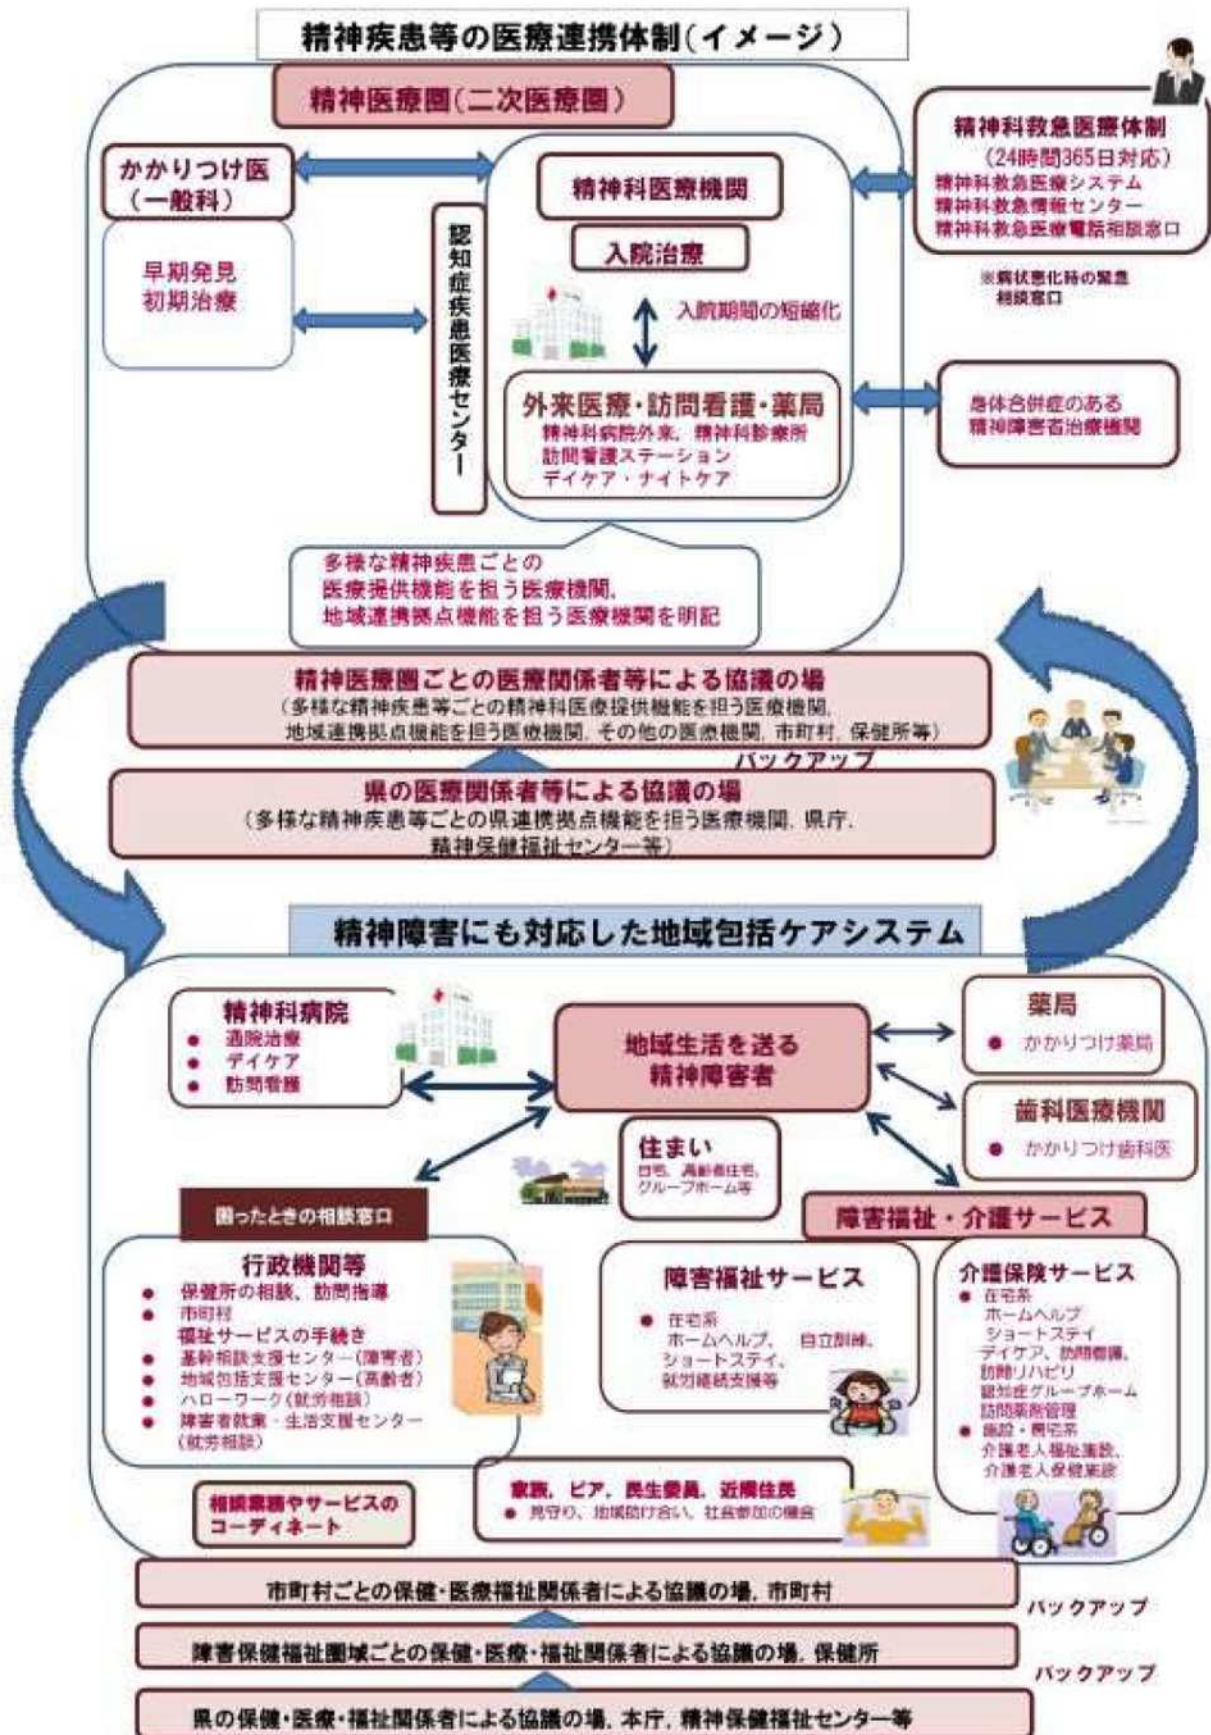 精神疾患等の医療連携体制(イメージ)
精神医療圏(二次医療圏)
かかりつけ医
(一般科)
早期発見
初期治療
認知症疾患医療センター
精神科医療機関
入院治療
入院期間の短縮化
外来医療・訪問看護・薬局
精神科病院外来, 精神科診療所
訪問看護ステーション
デイケア・ナイトケア
精神科救急医療体制
(24時間365日対応)
精神科救急医療システム
精神科救急情報センター
精神科救急医療電話相談窓口
※病状悪化時の緊急
相談窓口
身体合併症のある
精神障害者治療機関
多様な精神疾患ごとの
医療提供機能を担う医療機関,
地域連携拠点機能を担う医療機関を明記
精神医療圏ごとの医療関係者等による協議の場
(多様な精神疾患等ごとの精神科医療提供機能を担う医療機関,
地域連携拠点機能を担う医療機関, その他の医療機関, 市町村, 保健所等)
バックアップ
県の医療関係者等による協議の場
(多様な精神疾患等ごとの県連携拠点機能を担う医療機関, 県庁,
精神保健福祉センター等)
精神障害にも対応した地域包括ケアシステム
精神科病院
● 通院治療
● デイケア
● 訪問看護
地域生活を送る
精神障害者
薬局
● かかりつけ薬局
歯科医療機関
● かかりつけ歯科医
住まい
自宅, 高齢者住宅,
グループホーム等
困ったときの相談窓口
行政機関等
● 保健所の相談、訪問指導
● 市町村
福祉サービスの手続き
● 基幹相談支援センター(障害者)
● 地域包括支援センター(高齢者)
● ハローワーク(就労相談)
● 障害者就業・生活支援センター
(就労相談)
障害福祉・介護サービス
障害福祉サービス
● 在宅系
ホームヘルプ、 自立訓練、
ショートステイ、
就労継続支援等
介護保険サービス
● 在宅系
ホームヘルプ
ショートステイ
デイケア、訪問看護、
訪問リハビリ
認知症グループホーム
訪問薬剤管理
● 施設・居宅系
介護老人福祉施設、
介護老人保健施設
相談業務やサービスの
コーディネート
家族, ピア, 民生委員, 近隣住民
● 見守り、地域助け合い、社会参加の機会
市町村ごとの保健・医療福祉関係者による協議の場, 市町村
バックアップ
障害保健福祉圏域ごとの保健・医療・福祉関係者による協議の場, 保健所
バックアップ
県の保健・医療・福祉関係者による協議の場, 本庁, 精神保健福祉センター等